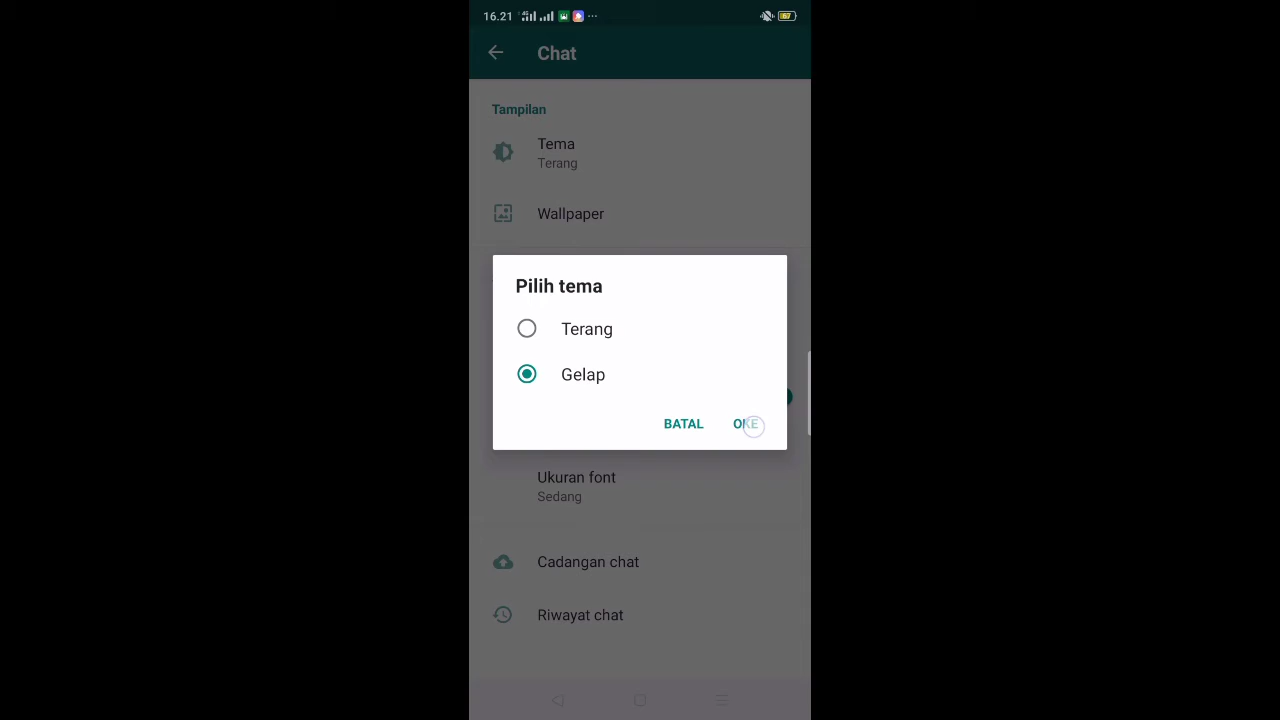 16.21
67
Chat
Tampilan
Tema
Terang
Wallpaper
Pilih tema
Terang
Gelap
BATAL OKE
Ukuran font
Sedang
Cadangan chat
Riwayat chat